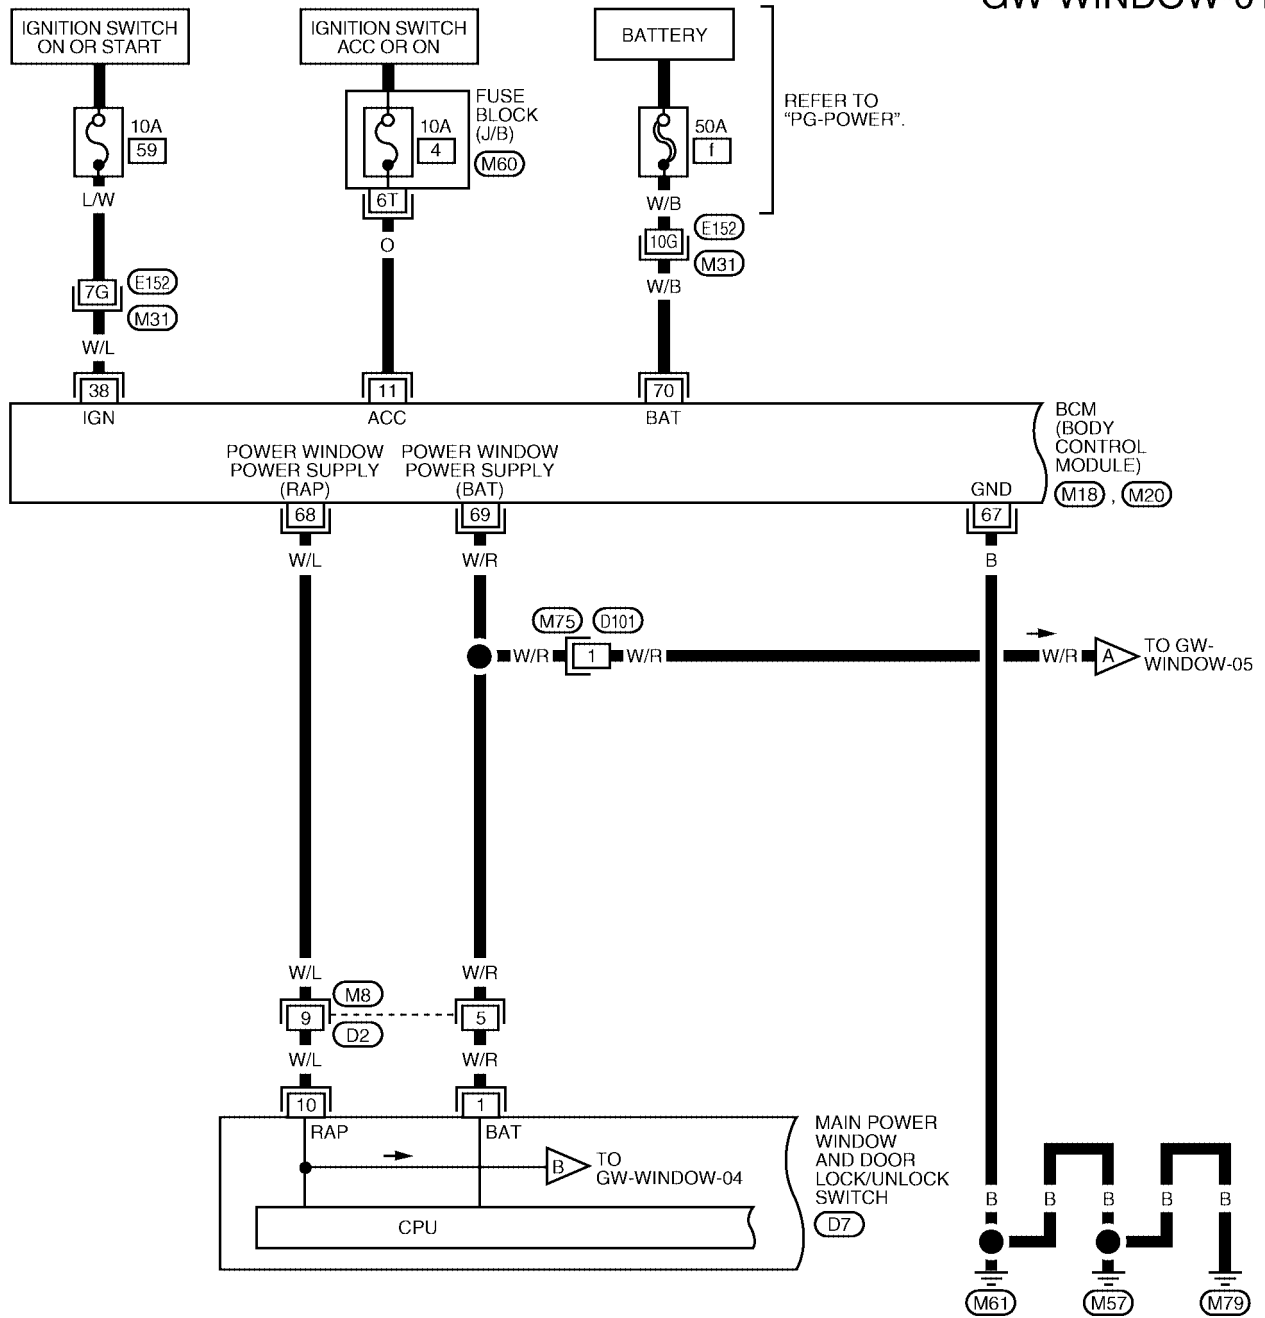 GW-WINDOW-01
IGNITION SWITCH
ON OR START
IGNITION SWITCH
ACC OR ON
BATTERY
REFER TO
"PG-POWER".
10A
59
FUSE
BLOCK
(J/B)
M60
10A
4
50A
f
L/W
6T
W/B
O
10G
E152
M31
7G
E152
M31
W/B
W/L
38
11
70
IGN
ACC
BAT
BCM
(BODY
CONTROL
MODULE)
M18 , M20
POWER WINDOW
POWER SUPPLY
(RAP)
POWER WINDOW
POWER SUPPLY
(BAT)
GND
68
69
67
W/L
W/R
B
M75
D101
W/R
1
W/R
W/R
A
TO GW-
WINDOW-05
W/L
W/R
M8
9
5
D2
W/L
W/R
10
1
RAP
BAT
B
TO
GW-WINDOW-04
CPU
MAIN POWER
WINDOW
AND DOOR
LOCK/UNLOCK
SWITCH
D7
B
B
B
B
B
M61
M57
M79